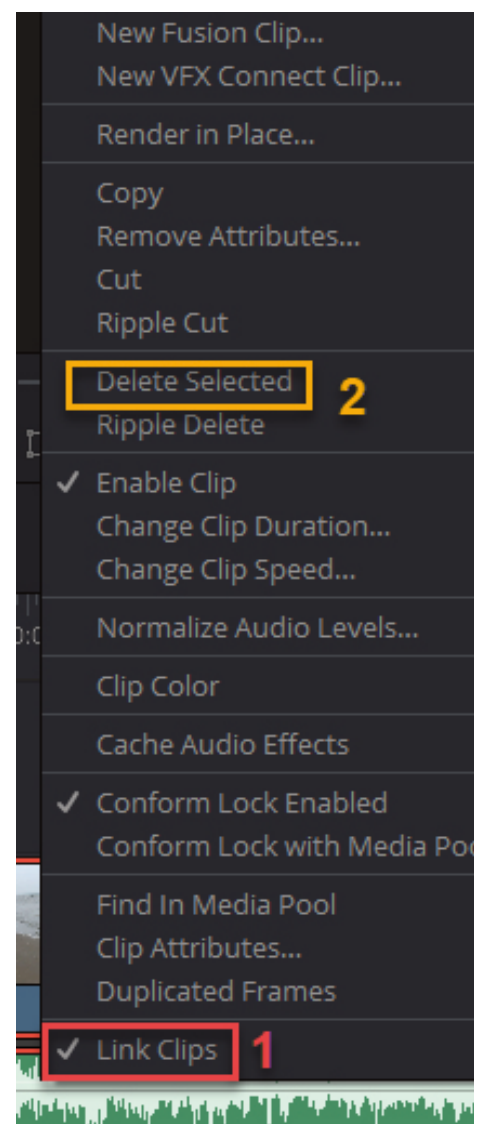 New Fusion Clip...
New VFX Connect Clip...
Render in Place...
Copy
Remove Attributes...
Cut
Ripple Cut
Delete Selected 2
Ripple Delete
Enable Clip
Change Clip Duration...
Change Clip Speed...
Normalize Audio Levels...
Clip Color
Cache Audio Effects
Conform Lock Enabled
Conform Lock with Media
Find In Media Pool
Clip Attributes...
Duplicated Frames
Link Clips 1